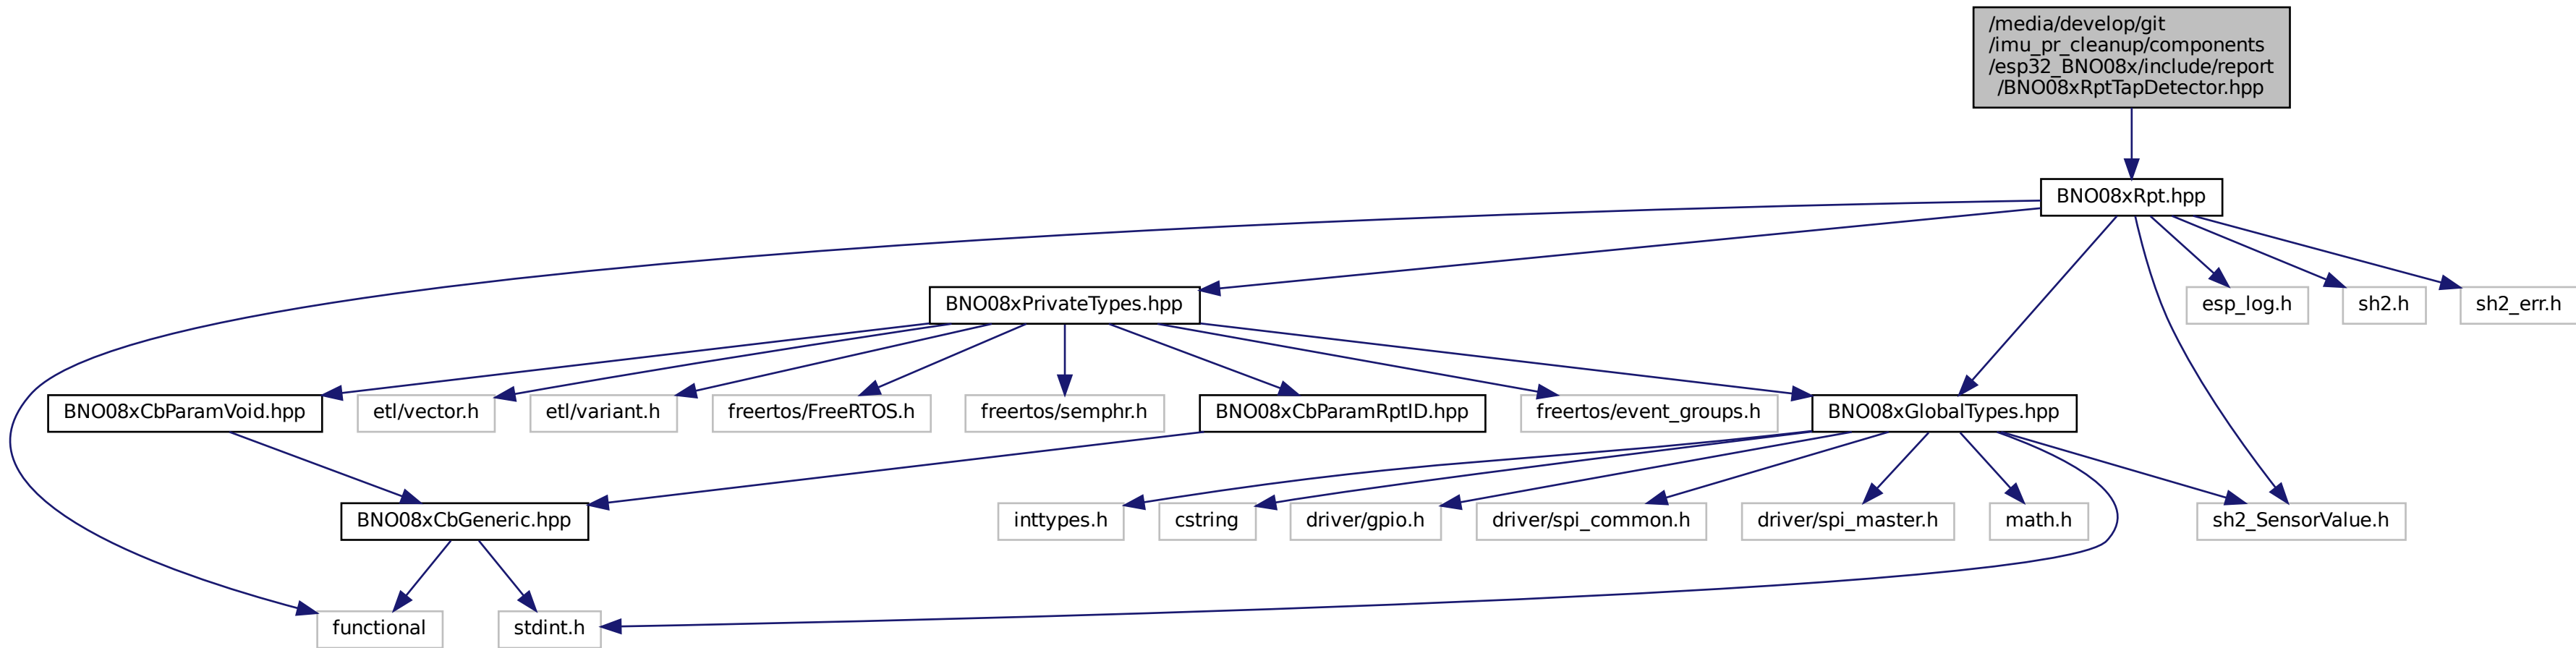 /media/develop/git
/imu_pr_cleanup/components
/esp32_BNO08x/include/report
/BNO08xRptTapDetector.hpp
BNO08xRpt.hpp
BNO08xPrivateTypes.hpp
esp_log.h
sh2.h
sh2_err.h
BNO08xCbParamVoid.hpp
etl/vector.h
etl/variant.h
freertos/FreeRTOS.h
freertos/semphr.h
BNO08xCbParamRptID.hpp
freertos/event_groups.h
BNO08xGlobalTypes.hpp
BNO08xCbGeneric.hpp
inttypes.h
cstring
driver/gpio.h
driver/spi_common.h
driver/spi_master.h
math.h
sh2_SensorValue.h
functional
stdint.h